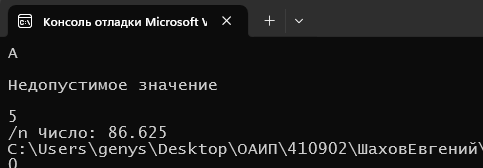 Консоль отладки Microsoft V
A
Недопустимое значение
5
/n Число: 86.625
C:\Users\genys\Desktop\ОАИП\410902\ШаховЕвгений\
0